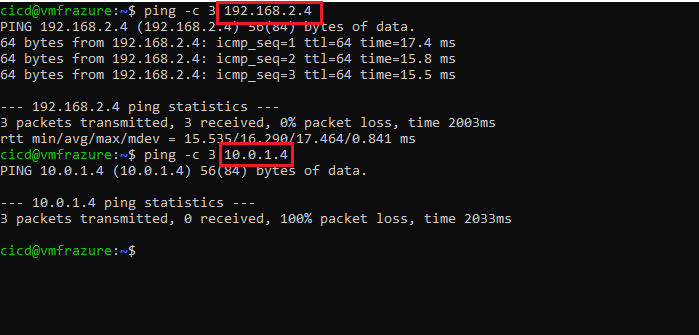 cicd@vmfrazure:~$ ping -c 3 192.168.2.4
PING 192.168.2.4 (192.168.2.4) 56(84) bytes of data.
64 bytes from 192.168.2.4: icmp_seq=1 ttl=64 time=17.4 ms
64 bytes from 192.168.2.4: icmp_seq=2 ttl=64 time=15.8 ms
64 bytes from 192.168.2.4: icmp_seq=3 ttl=64 time=15.5 ms

--- 192.168.2.4 ping statistics ---
3 packets transmitted, 3 received, 0% packet loss, time 2003ms
rtt min/avg/max/mdev = 15.535/16.290/17.464/0.841 ms
cicd@vmfrazure:~$ ping -c 3 10.0.1.4
PING 10.0.1.4 (10.0.1.4) 56(84) bytes of data.

--- 10.0.1.4 ping statistics ---
3 packets transmitted, 0 received, 100% packet loss, time 2033ms

cicd@vmfrazure:~$